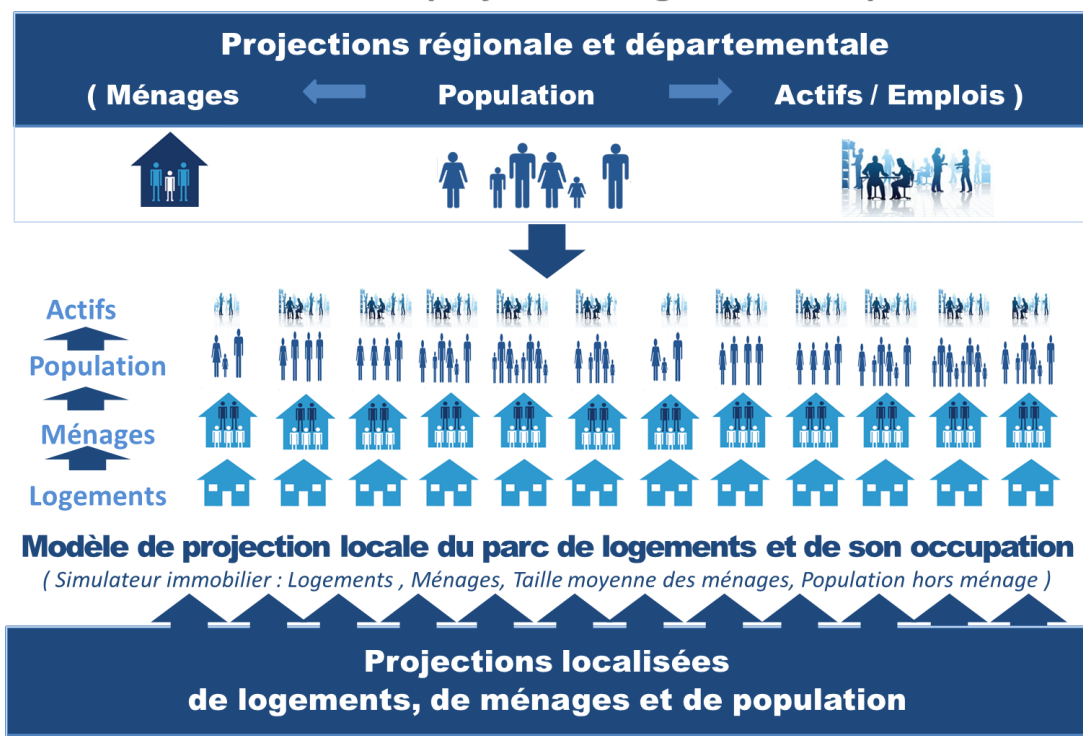 Projections régionale et départementale
( Ménages Population Actifs / Emplois )
Actifs
Population
Ménages
Logements
Modèle de projection locale du parc de logements et de son occupation
( Simulateur immobilier : Logements , Ménages, Taille moyenne des ménages, Population hors ménage )
Projections localisées
de logements, de ménages et de population